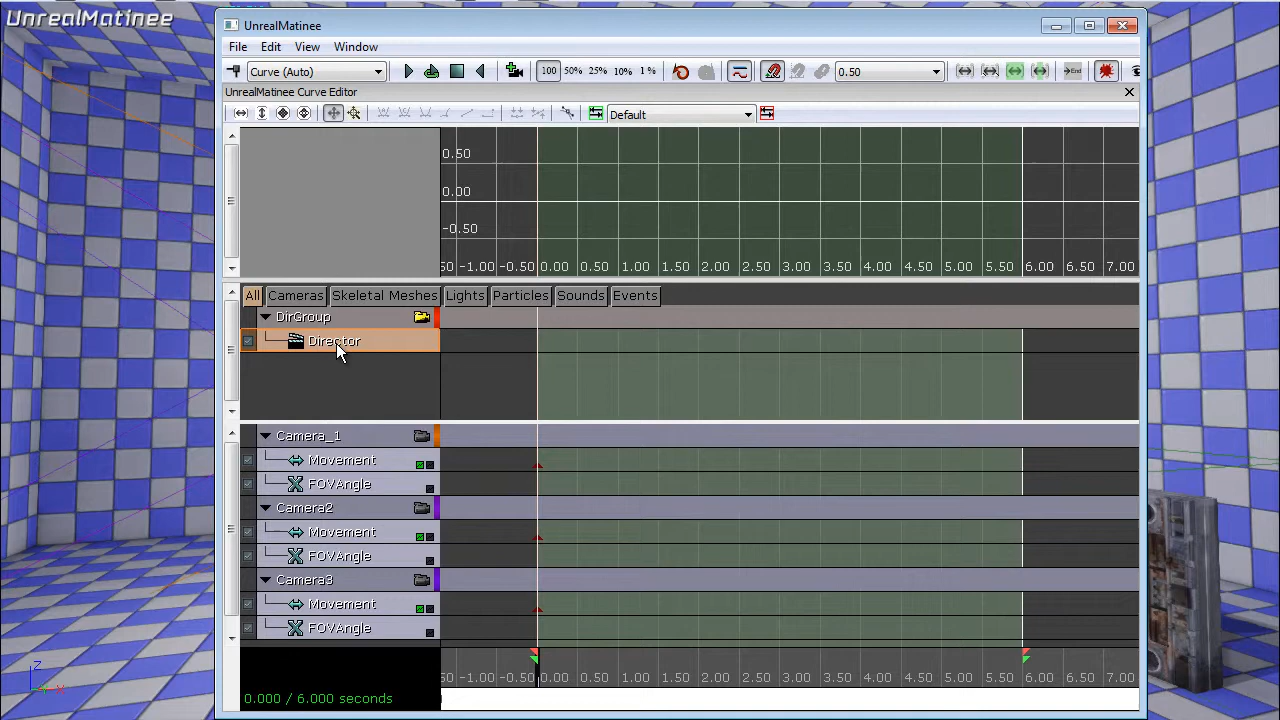 UnrealMatinee
UnrealMatinee
File Edit View Window
Curve (Auto) 100 50% 25% 10% 1 % 0.50 End
UnrealMatinee Curve Editor
Default
0.50
0.00
-0.50
50 -1.00 -0.50 0.00 0.50 1.00 1.50 2.00 2.50 3.00 3.50 4.00 4.50 5.00 5.50 6.00 6.50 7.00
All Cameras Skeletal Meshes Lights Particles Sounds Events
DirGroup
Director
Camera_1
Movement
FOVAngle
Camera2
Movement
FOVAngle
Camera3
Movement
FOVAngle
50 -1.00 -0.50 0.00 0.50 1.00 1.50 2.00 2.50 3.00 3.50 4.00 4.50 5.00 5.50 6.00 6.50 7.00
0.000 / 6.000 seconds
Z
X